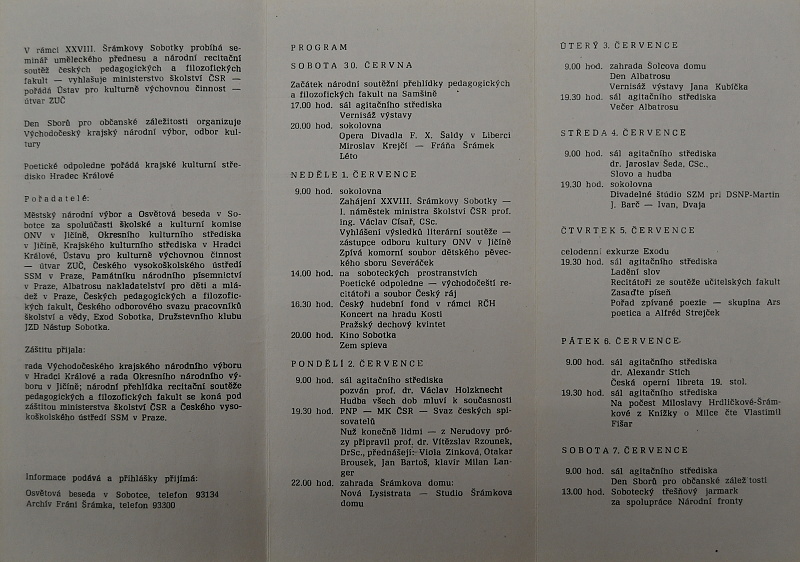 V rámci XXVIII. Šrámkovy Sobotky probíhá se-
minář uměleckého přednesu a národní recitační
soutěž českých pedagogických a filozofických
fakult — vyhlašuje ministerstvo školství ČSR —
pořádá Ústav pro kulturně výchovnou činnost —
útvar ZUČ
Den Sborů pro občanské záležitosti organizuje
Východočeský krajský národní výbor, odbor kul-
tury
Poetické odpoledne pořádá krajské kulturní stře-
disko Hradec Králové
Pořadatelé:
Městský národní výbor a Osvětová beseda v So-
botce za spoluúčasti školské a kulturní komise
ONV v Jičíně, Okresního kulturního střediska
v Jičíně, Krajského kulturního střediska v Hradci
Králové, Ústavu pro kulturně výchovnou činnost
— útvar ZUČ, Českého vysokoškolského ústředí
SSM v Praze, Památníku národního písemnictví
v Praze, Albatrosu nakladatelství pro děti a mlá-
dež v Praze, Českých pedagogických a filozofic-
kých fakult, Českého odborového svazu pracovníků
školství a vědy, Exod Sobotka, Družstevního klubu
JZD Nástup Sobotka.
Záštitu přijala:
rada Východočeského krajského národního výboru
v Hradci Králové a rada Okresního národního vý-
boru v Jičíně; národní přehlídka recitační soutěže
pedagogických a filozofických fakult se koná pod
záštitou ministerstva školství ČSR a Českého vyso-
koškolského ústředí SSM v Praze.
Informace podává a přihlášky přijímá:
Osvětová beseda v Sobotce, telefon 93134
Archív Fráni Šrámka, telefon 93300
PROGRAM
SOBOTA 30. ČERVNA
Začátek národní soutěžní přehlídky pedagogických
a filozofických fakult na Samšině
17.00 hod. sál agitačního střediska
Vernisáž výstavy
20.00 hod. sokolovna
Opera Divadla F. X. Šaldy v Liberci
Miroslav Krejčí — Fráňa Šrámek
Léto
NEDĚLE 1. ČERVENCE
9.00 hod. sokolovna
Zahájení XXVIII. Šrámkovy Sobotky —
I. náměstek ministra školství ČSR prof.
ing. Václav Císař, CSc.
Vyhlášení výsledků literární soutěže —
zástupce odboru kultury ONV v Jičíně
Zpívá komorní soubor dětského pěvec-
kého sboru Severáček
14.00 hod. na soboteckých prostranstvích
Poetické odpoledne — východočeští re-
citátoři a soubor Český ráj
16.30 hod. Český hudební fond v rámci RČH
Koncert na hradu Kosti
Pražský dechový kvintet
20.00 hod. Kino Sobotka
Zem spieva
PONDĚLÍ 2. ČERVENCE
9.00 hod. sál agitačního střediska
pozván prof. dr. Václav Holzknecht
Hudba všech dob mluví k současnosti
19.30 hod. PNP — MK ČSR — Svaz českých spi-
sovatelů
Nuž konečně lidmi — z Nerudovy pró-
zy připravil prof. dr. Vítězslav Rzounek,
DrSc., přednášejí: Viola Zinková, Otakar
Brousek, Jan Bartoš, klavír Milan Lan-
ger
22.00 hod. zahrada Šrámkova domu:
Nová Lysistrata — Studio Šrámkova
domu
ÚTERÝ 3. ČERVENCE
9.00 hod. zahrada Šolcova domu
Den Albatrosu
Vernisáž výstavy Jana Kubíčka
19.30 hod. sál agitačního střediska
Večer Albatrosu
STŘEDA 4. ČERVENCE
9.00 hod. sál agitačního střediska
dr. Jaroslav Šeda, CSc.,
Slovo a hudba
19.30 hod. sokolovna
Divadelné štúdio SZM pri DSNP-Martin
J. Barč — Ivan, Dvaja
ČTVRTEK 5. ČERVENCE
celodenní exkurze Exodu
19.30 hod. sál agitačního střediska
Ladění slov
Recitátoři ze soutěže učitelských fakult
Zasaďte píseň
Pořad zpívané poezie — skupina Ars
poetica a Alfréd Strejček
PÁTEK 6. ČERVENCE
9.00 hod. sál agitačního střediska
dr. Alexandr Stich
Česká operní libreta 19. stol.
19.30 hod. sál agitačního střediska
Na počest Miloslavy Hrdličkové-Šrám-
kové z Knížky o Milce čte Vlastimil
Fišar
SOBOTA 7. ČERVENCE
9.00 hod. sál agitačního střediska
Den Sborů pro občanské zálež tosti
13.00 hod. Sobotecký třešňový jarmark
za spolupráce Národní fronty